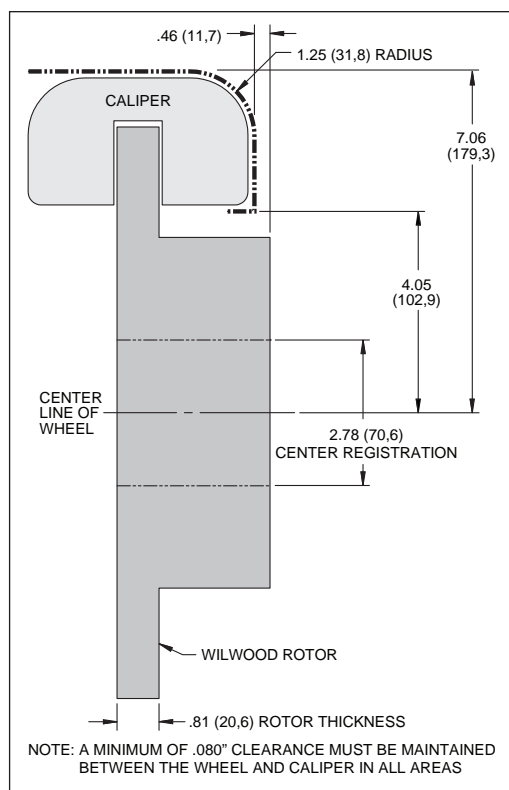 .46 (11,7)
1.25 (31,8) RADIUS
CALIPER
7.06
(179,3)
4.05
(102,9)
CENTER
LINE OF
WHEEL
2.78 (70,6)
CENTER REGISTRATION
WILWOOD ROTOR
.81 (20,6) ROTOR THICKNESS
NOTE: A MINIMUM OF .080" CLEARANCE MUST BE MAINTAINED
BETWEEN THE WHEEL AND CALIPER IN ALL AREAS